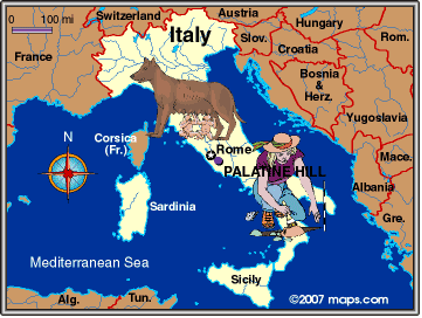 0 100 mi
Switzerland
Austria
Hungary
Italy
Slov.
Rom.
Croatia
France
Bosnia
&
Herz.
Yugoslavia
N
Corsica
(Fr.)
Rome
Mace.
PALATINE HILL
Albania
Sardinia
Gre.
Mediterranean Sea
Sicily
Alg.
Tun.
©2007 maps.com